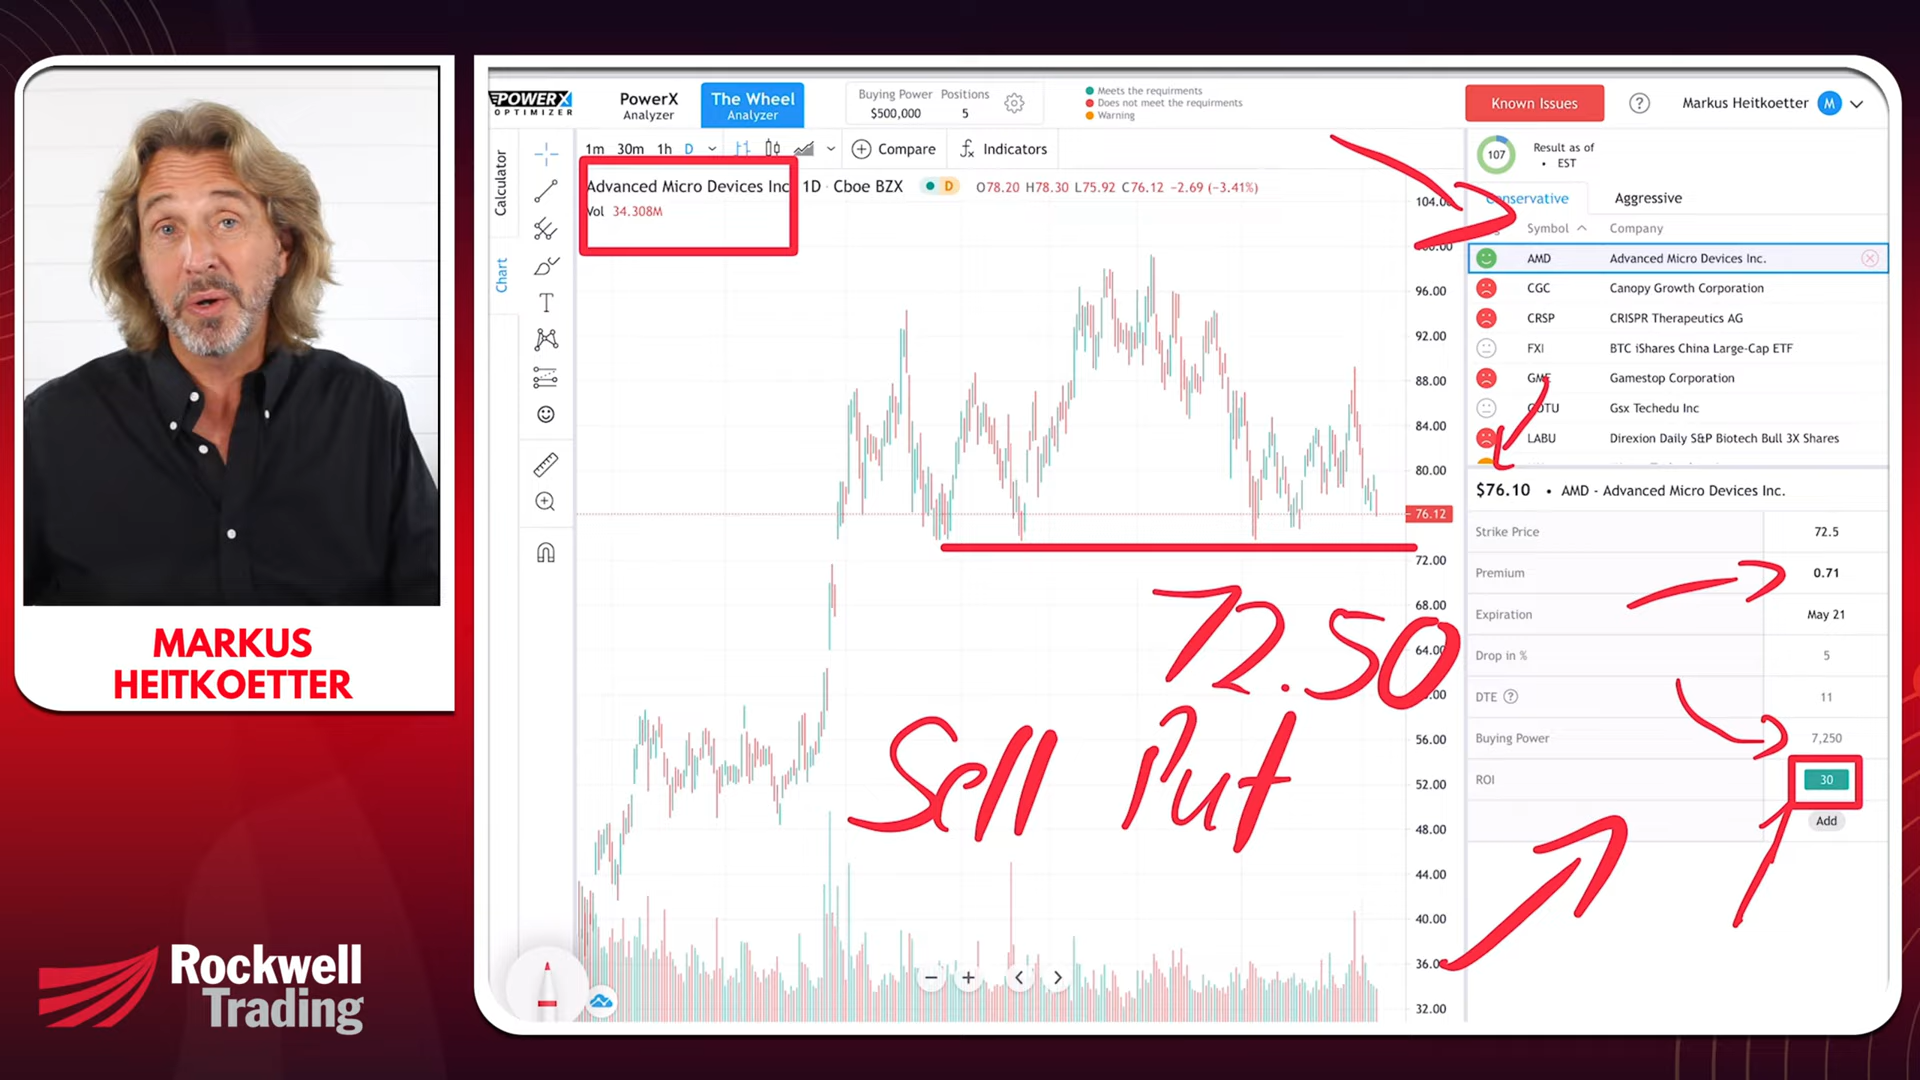 MARKUS
HEITKOETTER
Rockwell
Trading
POWERX
OPTIMIZER
PowerX
Analyzer
The Wheel
Analyzer
Buying Power Positions
$500,000 5
Meets the requirments
Does not meet the requirments
Warning
Known Issues
?
Markus Heitkoetter M
Calculator
Chart
1m 30m 1h D
Compare
Indicators
Advanced Micro Devices Inc 1D · Cboe BZX D O78.20 H78.30 L75.92 C76.12 −2.69 (−3.41%)
Vol 34.308M
96.00
92.00
88.00
84.00
80.00
76.12
72.00
68.00
64.00
56.00
52.00
48.00
44.00
40.00
36.00
32.00
72.50
Sell Put
107
Result as of
• EST
Conservative Aggressive
Symbol Company
AMD Advanced Micro Devices Inc.
CGC Canopy Growth Corporation
CRSP CRISPR Therapeutics AG
FXI BTC iShares China Large-Cap ETF
GME Gamestop Corporation
GOTU Gsx Techedu Inc
LABU Direxion Daily S&P Biotech Bull 3X Shares
$76.10 • AMD - Advanced Micro Devices Inc.
Strike Price 72.5
Premium 0.71
Expiration May 21
Drop in % 5
DTE ? 11
Buying Power 7,250
ROI 30
Add